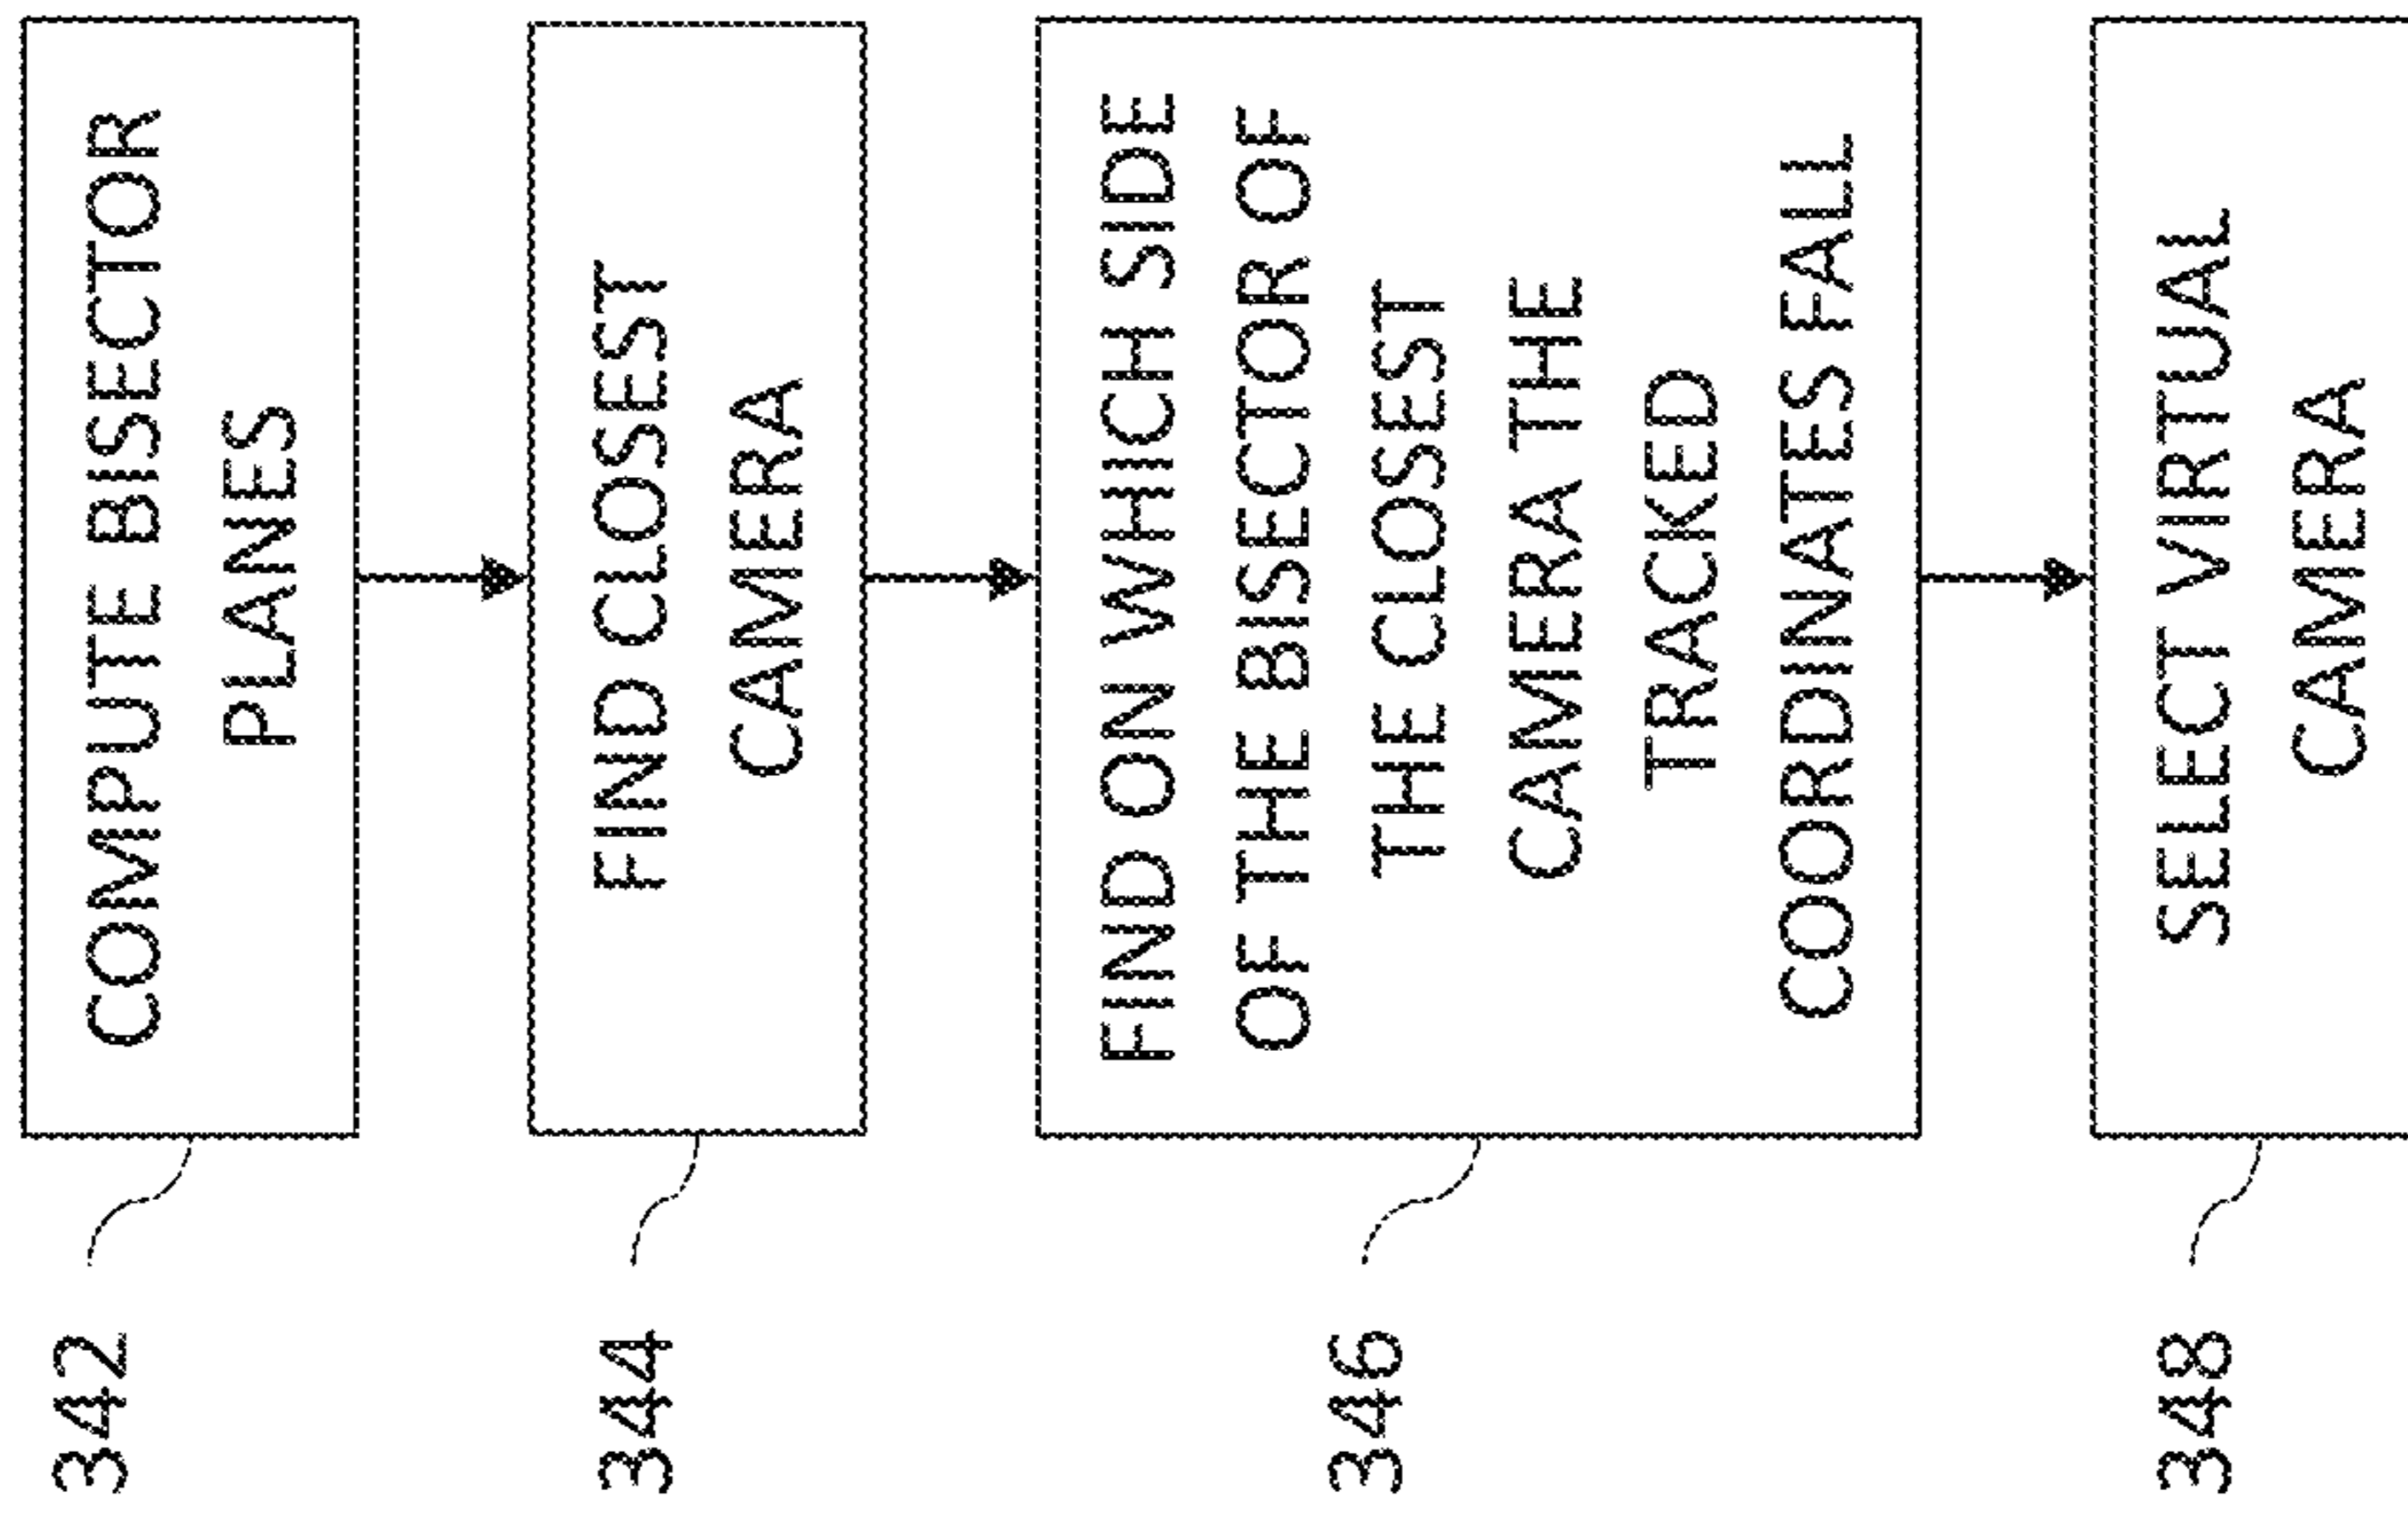 342
COMPUTE BISECTOR
PLANES
344
FIND CLOSEST
CAMERA
346
FIND ON WHICH SIDE
OF THE BISECTOR OF
THE CLOSEST
CAMERA THE
TRACKED
COORDINATES FALL
348
SELECT VIRTUAL
CAMERA